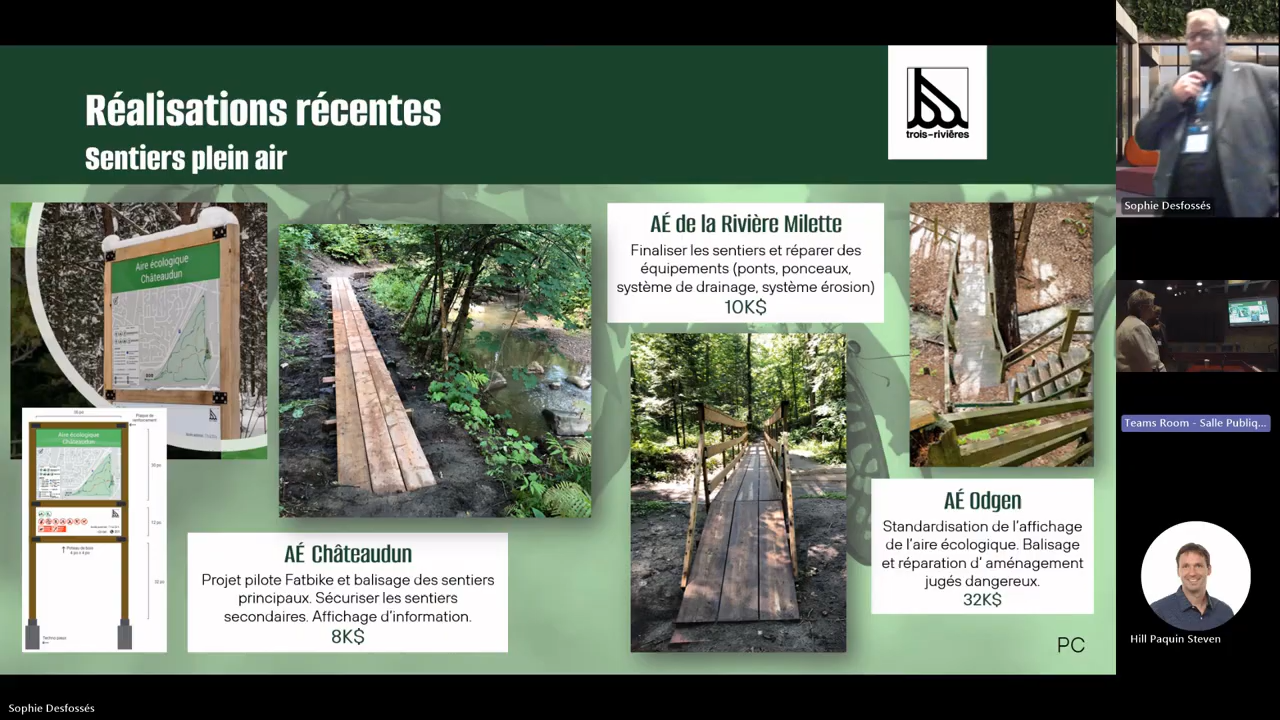 Réalisations récentes
Sentiers plein air
trois-rivières
Aire écologique
Châteaudun
AÉ de la Rivière Milette
Finaliser les sentiers et réparer des
équipements (ponts, ponceaux,
système de drainage, système érosion)
10K$
Aire écologique
Châteaudun
AÉ Châteaudun
Projet pilote Fatbike et balisage des sentiers
principaux. Sécuriser les sentiers
secondaires. Affichage d'information.
8K$
AÉ Odgen
Standardisation de l'affichage
de l'aire écologique. Balisage
et réparation d' aménagement
jugés dangereux.
32K$
PC
Sophie Desfossés
Teams Room - Salle Publiq...
Hill Paquin Steven
Sophie Desfossés